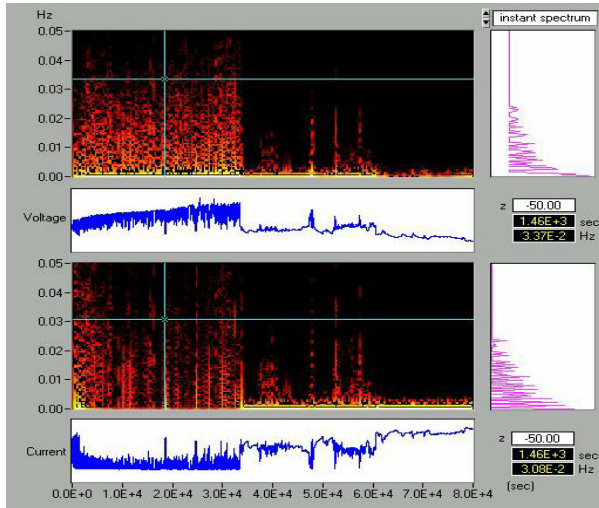 Hz
instant spectrum
0.05
0.04
0.03
0.02
0.01
0.00
Voltage
z -50.00
1.46E+3 sec
3.37E-2 Hz
0.05
0.04
0.03
0.02
0.01
0.00
Current
z -50.00
1.46E+3 sec
3.08E-2 Hz
0.0E+0 1.0E+4 2.0E+4 3.0E+4 4.0E+4 5.0E+4 6.0E+4 7.0E+4 8.0E+4 (sec)